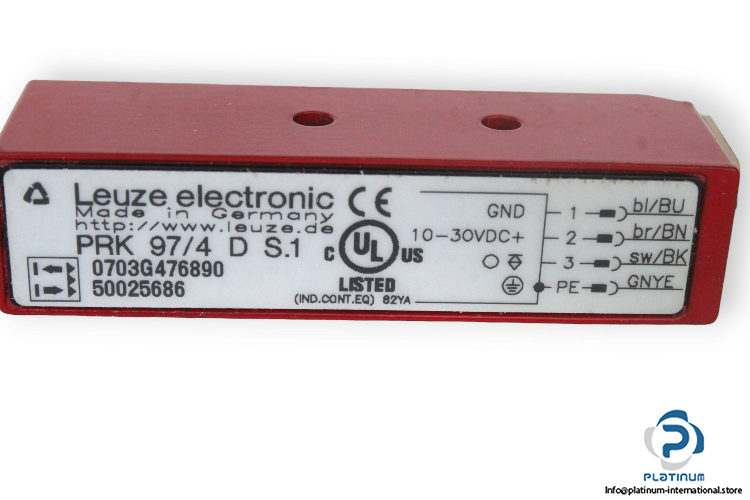 Leuze electronic
Made in Germany
http://www.leuze.de
PRK 97/4 D S.1
0703G476890
50025686
CE
C UL US
LISTED
(IND.CONT.EQ) 82YA
GND 1 bl/BU
10-30VDC+ 2 br/BN
3 sw/BK
PE GNYE
PLATINUM
Info@platinum-international.store